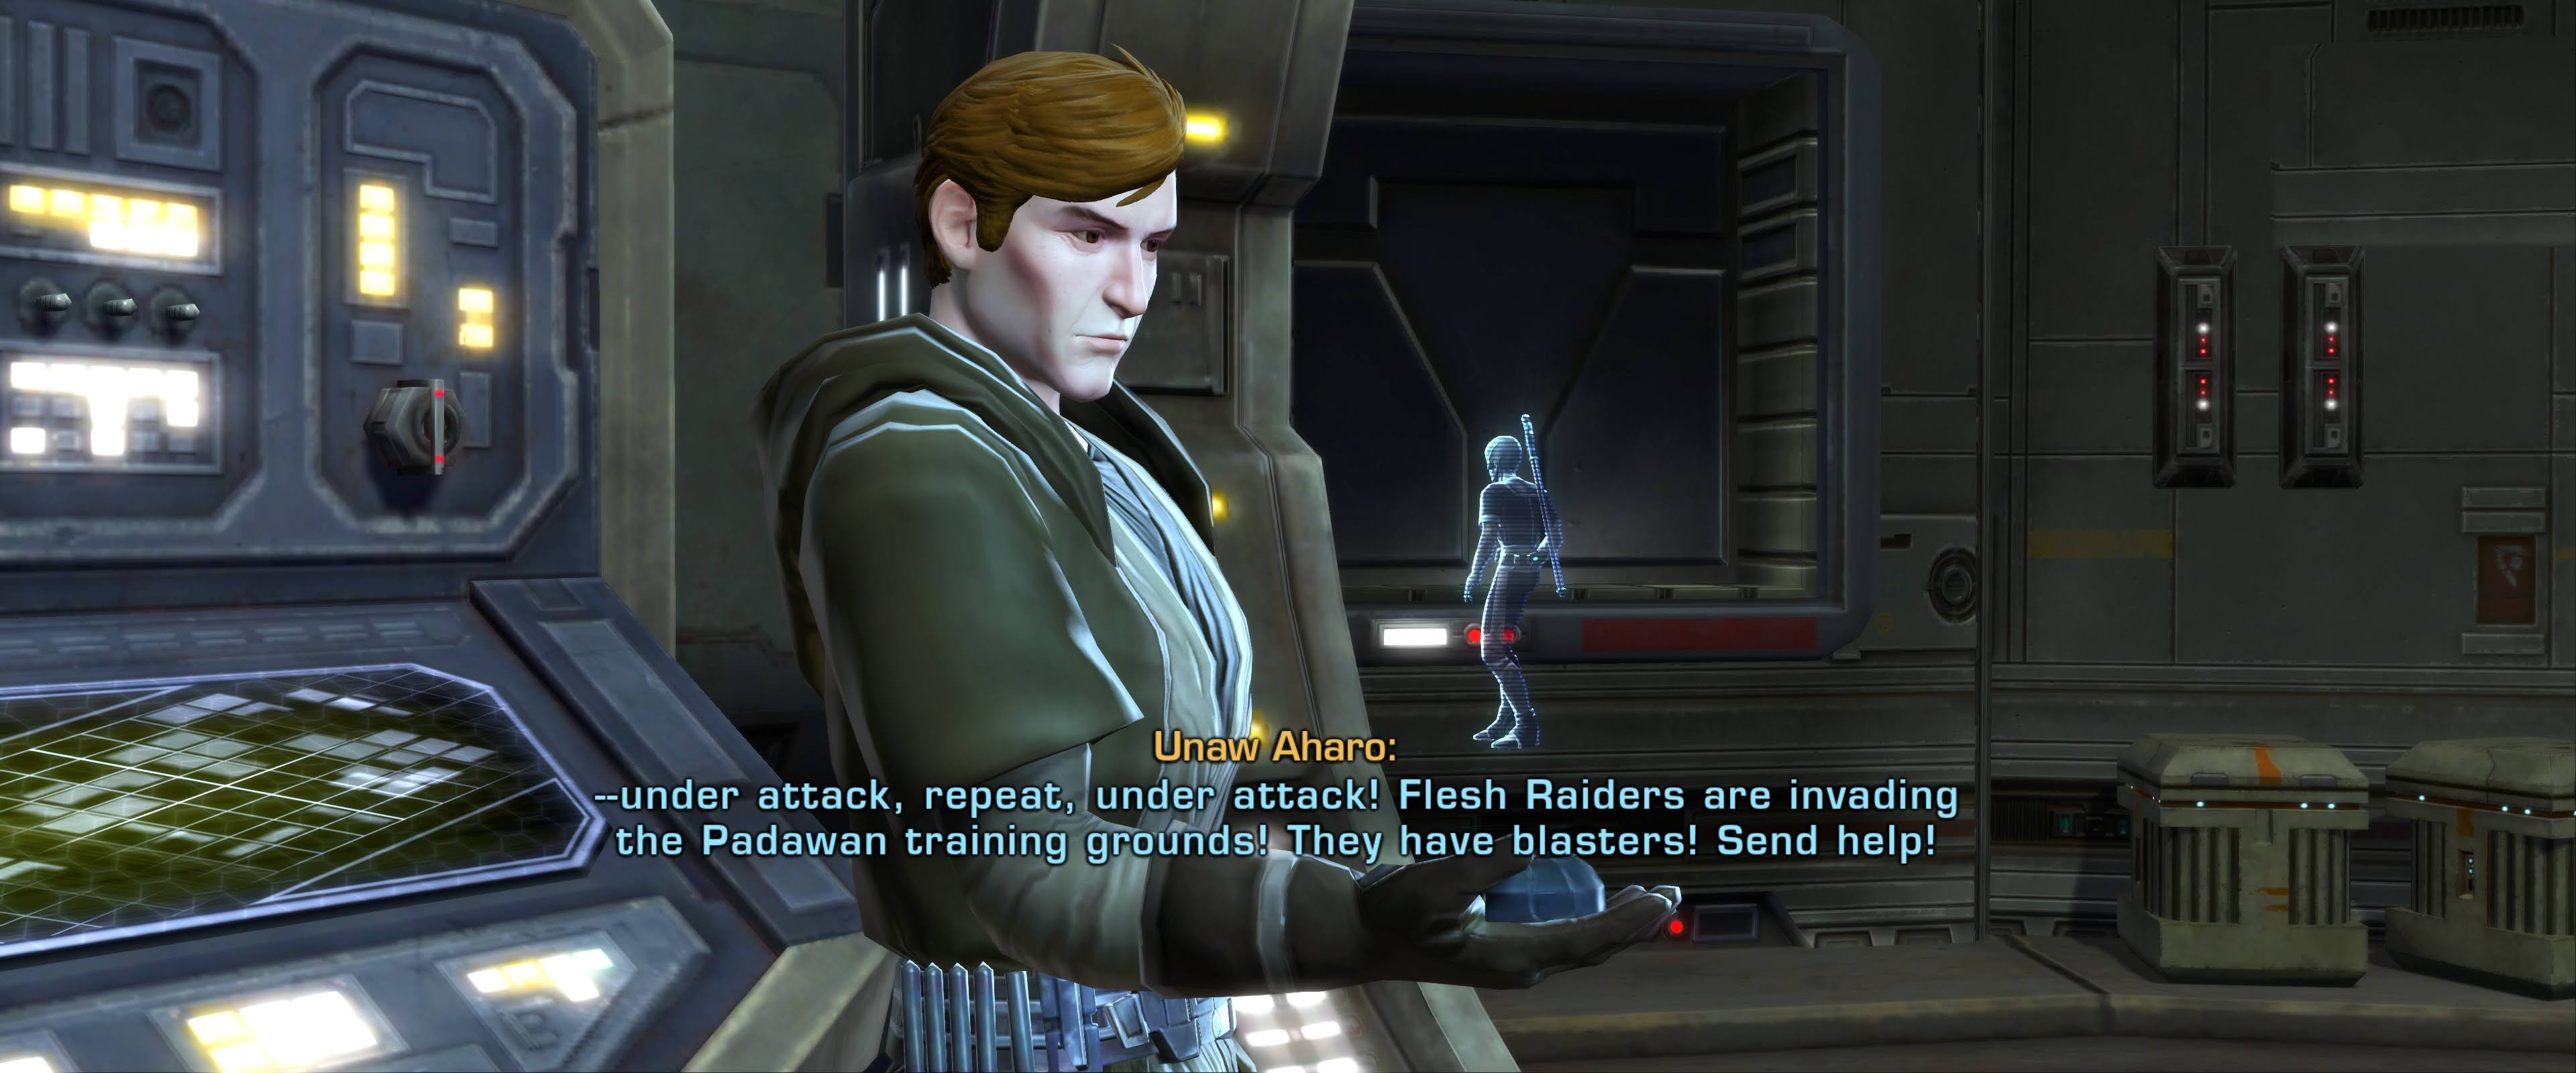 Unaw Aharo:
--under attack, repeat, under attack! Flesh Raiders are invading
the Padawan training grounds! They have blasters! Send help!